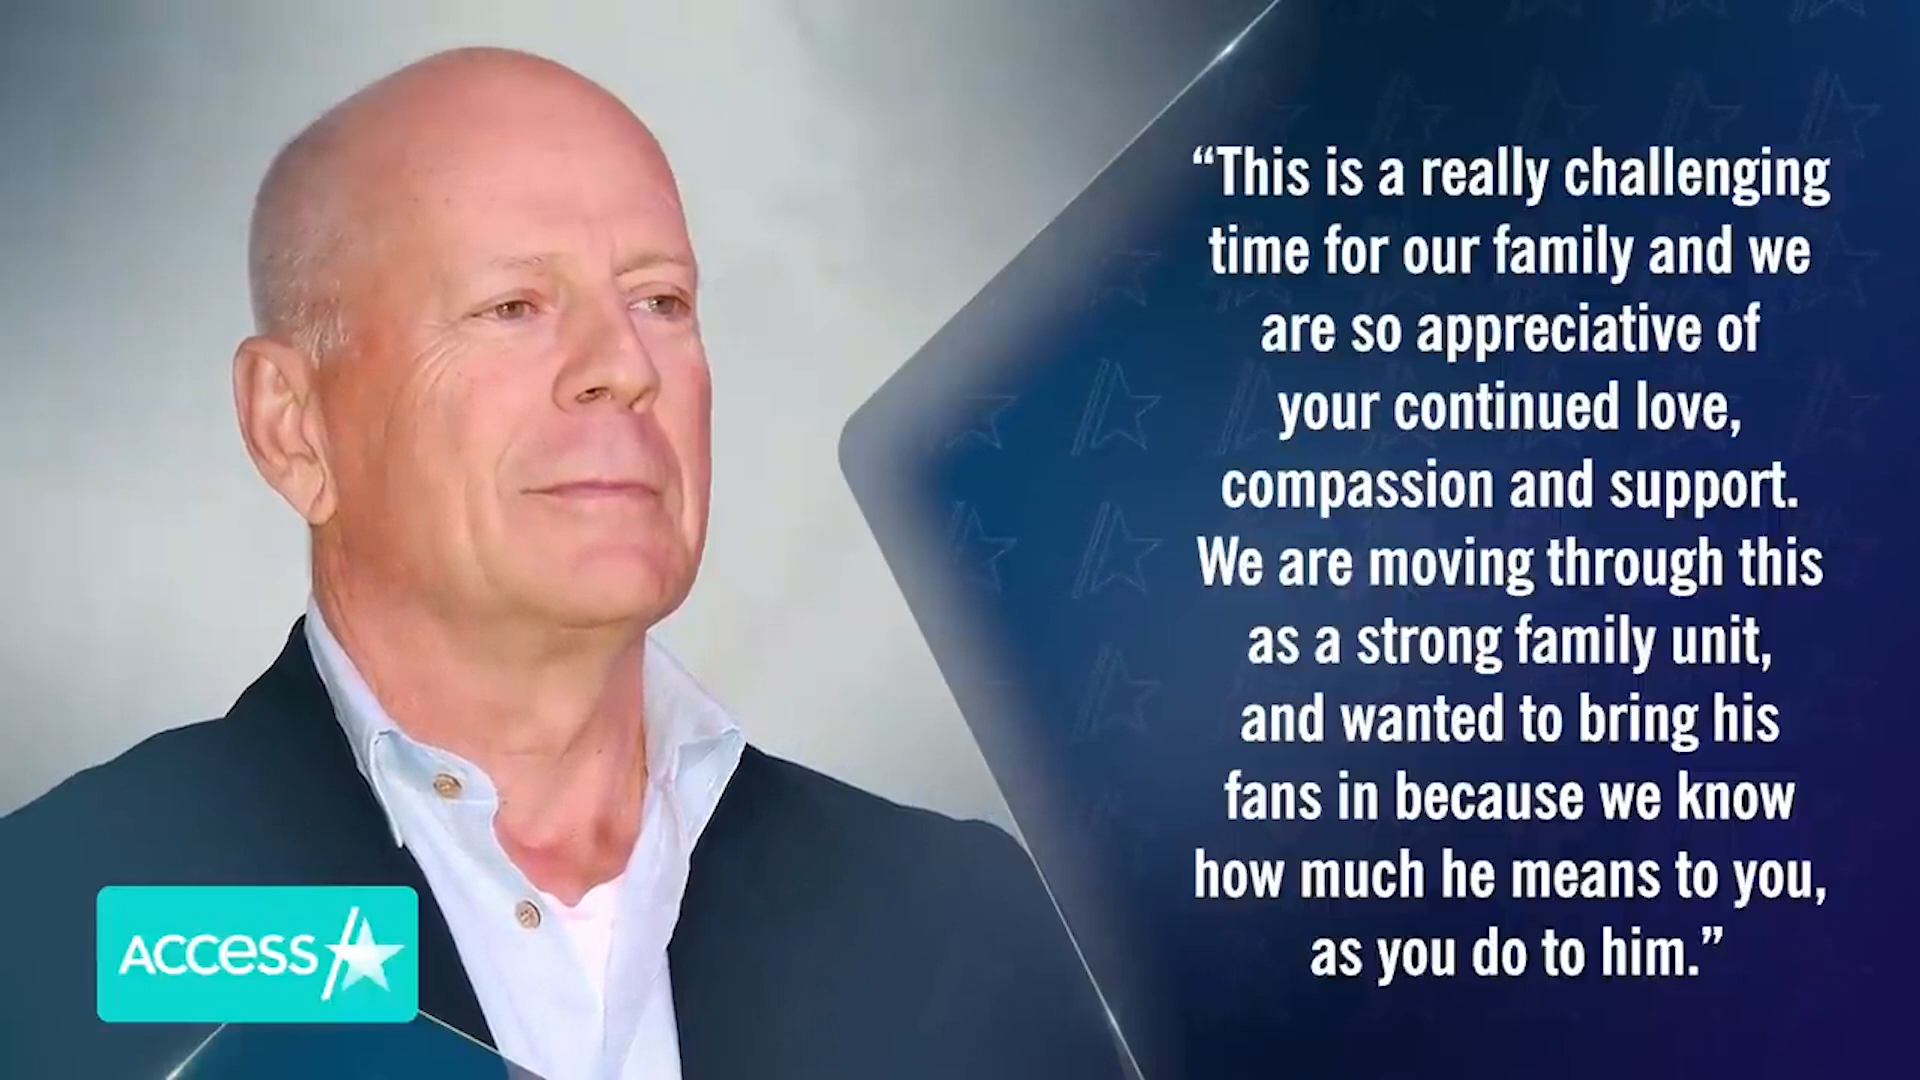 “This is a really challenging
time for our family and we
are so appreciative of
your continued love,
compassion and support.
We are moving through this
as a strong family unit,
and wanted to bring his
fans in because we know
how much he means to you,
as you do to him.”
ACCESS